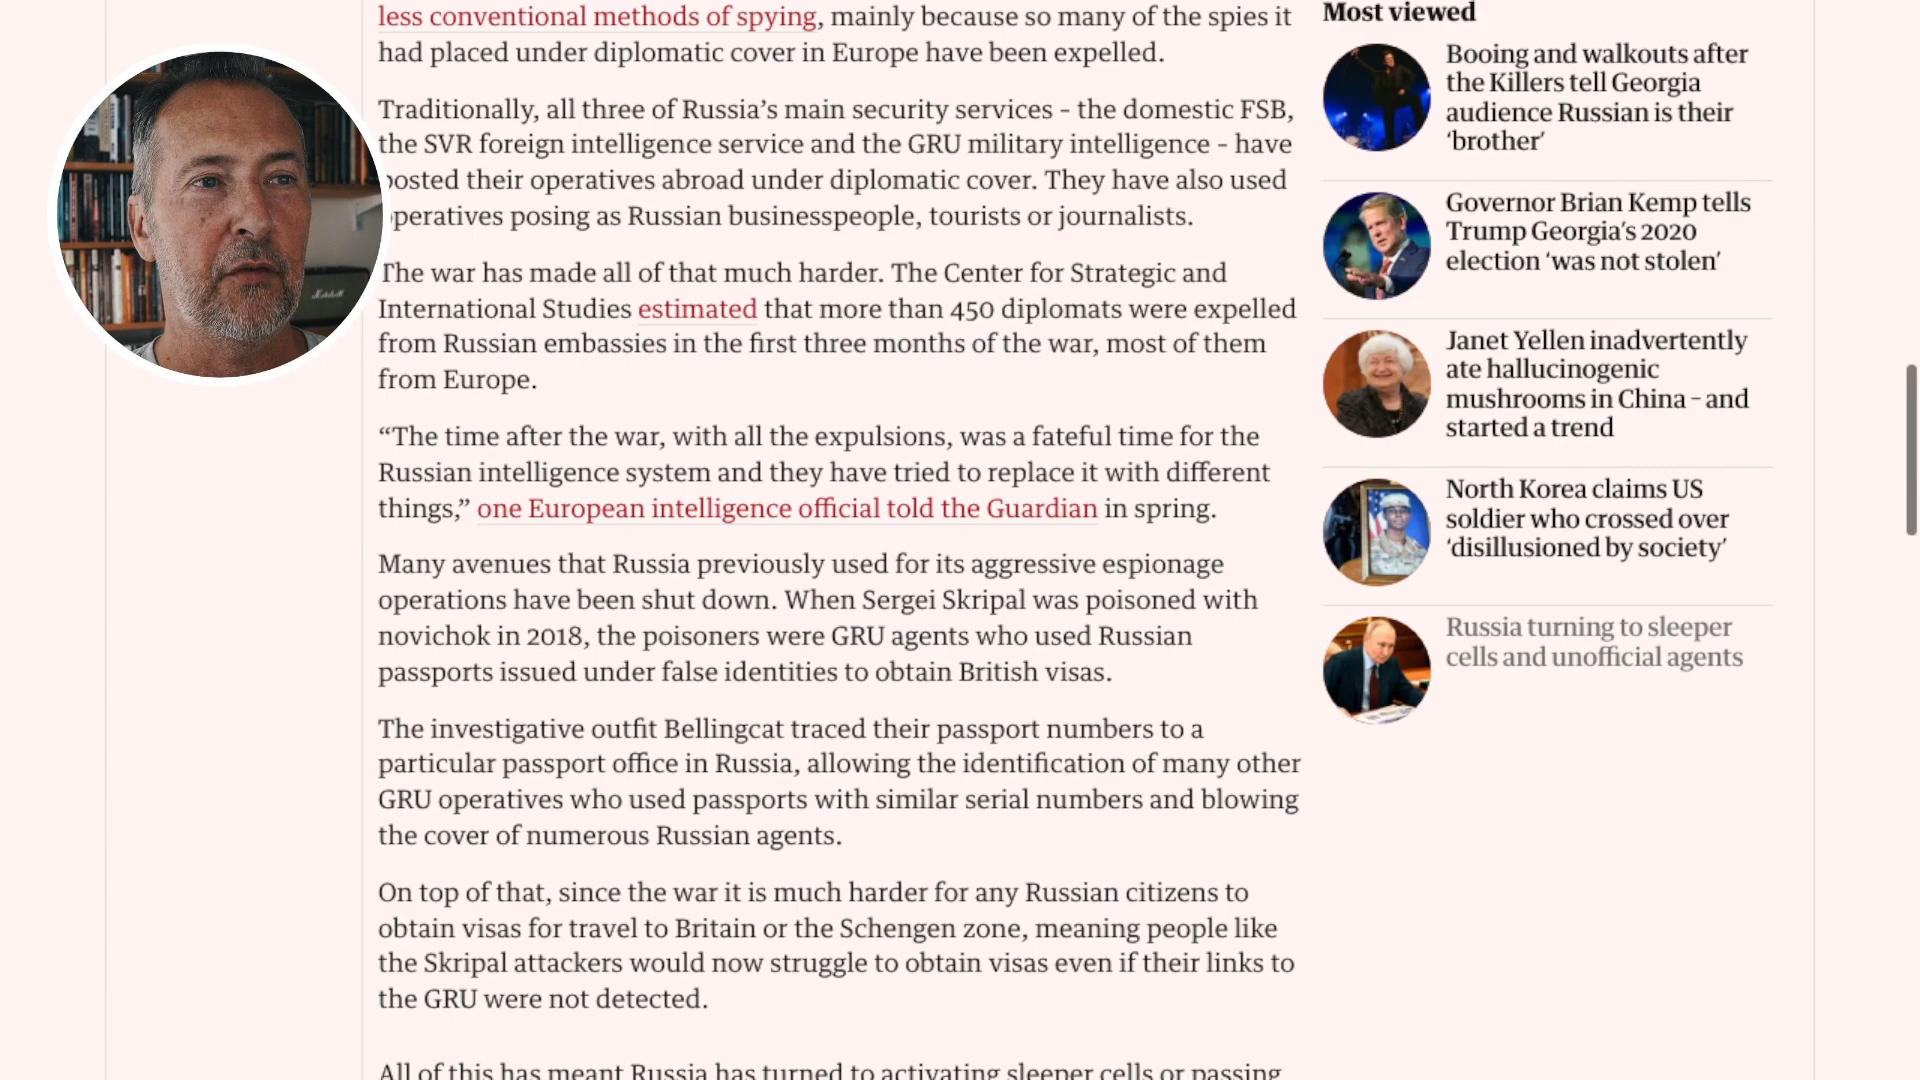 less conventional methods of spying, mainly because so many of the spies it
had placed under diplomatic cover in Europe have been expelled.
Traditionally, all three of Russia’s main security services – the domestic FSB,
the SVR foreign intelligence service and the GRU military intelligence – have
posted their operatives abroad under diplomatic cover. They have also used
operatives posing as Russian businesspeople, tourists or journalists.
The war has made all of that much harder. The Center for Strategic and
International Studies estimated that more than 450 diplomats were expelled
from Russian embassies in the first three months of the war, most of them
from Europe.
“The time after the war, with all the expulsions, was a fateful time for the
Russian intelligence system and they have tried to replace it with different
things,” one European intelligence official told the Guardian in spring.
Many avenues that Russia previously used for its aggressive espionage
operations have been shut down. When Sergei Skripal was poisoned with
novichok in 2018, the poisoners were GRU agents who used Russian
passports issued under false identities to obtain British visas.
The investigative outfit Bellingcat traced their passport numbers to a
particular passport office in Russia, allowing the identification of many other
GRU operatives who used passports with similar serial numbers and blowing
the cover of numerous Russian agents.
On top of that, since the war it is much harder for any Russian citizens to
obtain visas for travel to Britain or the Schengen zone, meaning people like
the Skripal attackers would now struggle to obtain visas even if their links to
the GRU were not detected.
All of this has meant Russia has turned to activating sleeper cells or passing
Most viewed
Booing and walkouts after
the Killers tell Georgia
audience Russian is their
‘brother’
Governor Brian Kemp tells
Trump Georgia’s 2020
election ‘was not stolen’
Janet Yellen inadvertently
ate hallucinogenic
mushrooms in China – and
started a trend
North Korea claims US
soldier who crossed over
‘disillusioned by society’
Russia turning to sleeper
cells and unofficial agents
Marshall